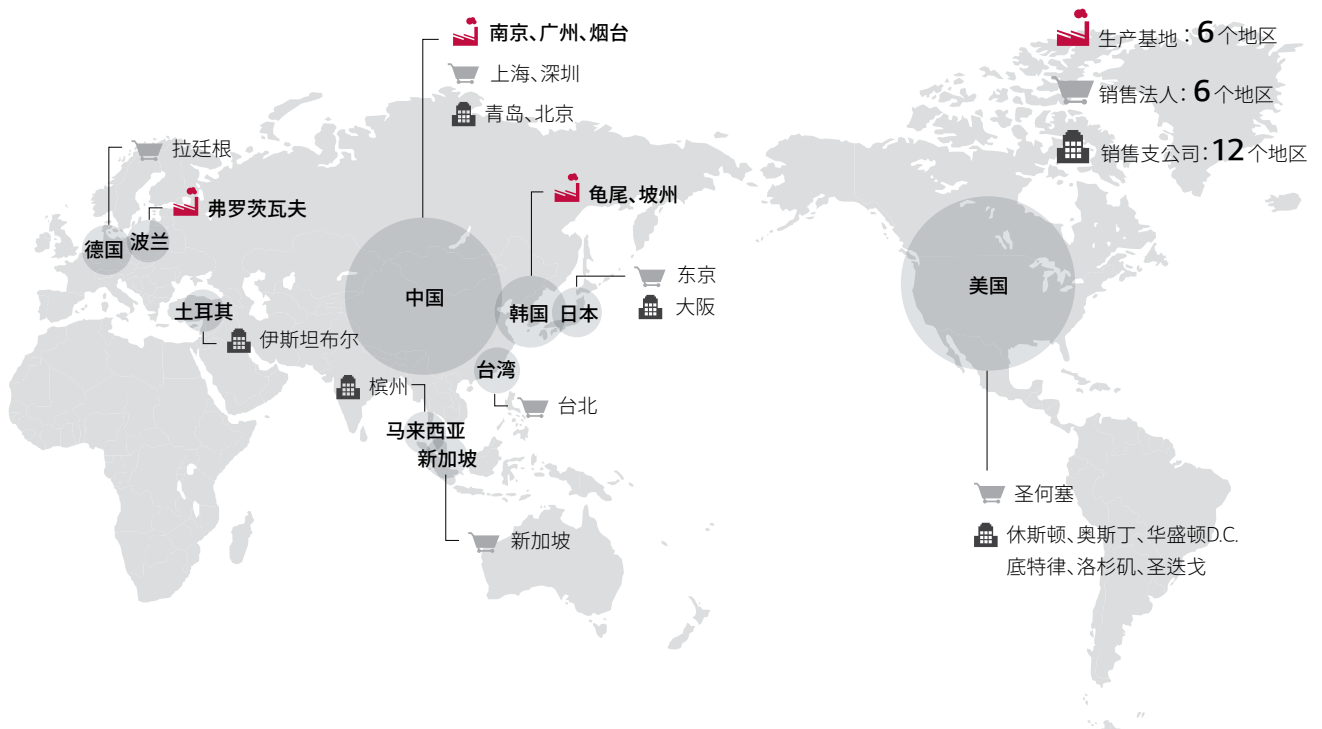 南京、广州、烟台
上海、深圳
青岛、北京
生产基地 : 6个地区
销售法人: 6个地区
销售支公司: 12个地区
拉廷根
弗罗茨瓦夫
龟尾、坡州
德国
波兰
土耳其
伊斯坦布尔
中国
韩国
日本
东京
大阪
美国
台湾
台北
槟州
马来西亚
新加坡
新加坡
圣何塞
休斯顿、奥斯丁、华盛顿D.C.
底特律、洛杉矶、圣迭戈